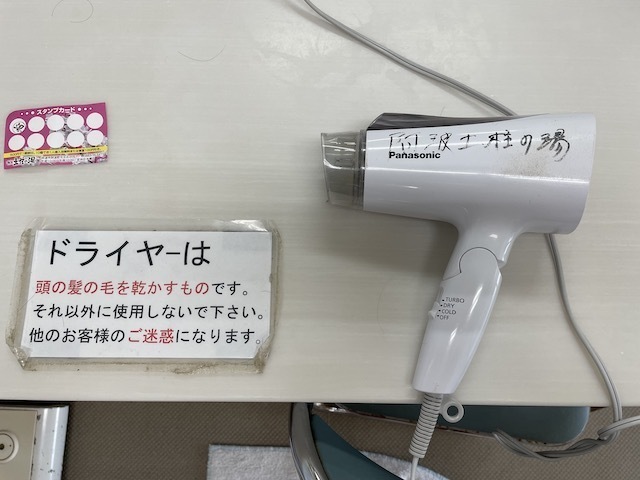 スタンプカード
阿波土柱の湯
Panasonic
TURBO
DRY
COLD
OFF
ドライヤーは
頭の髪の毛を乾かすものです。
それ以外に使用しないで下さい。
他のお客様のご迷惑になります。